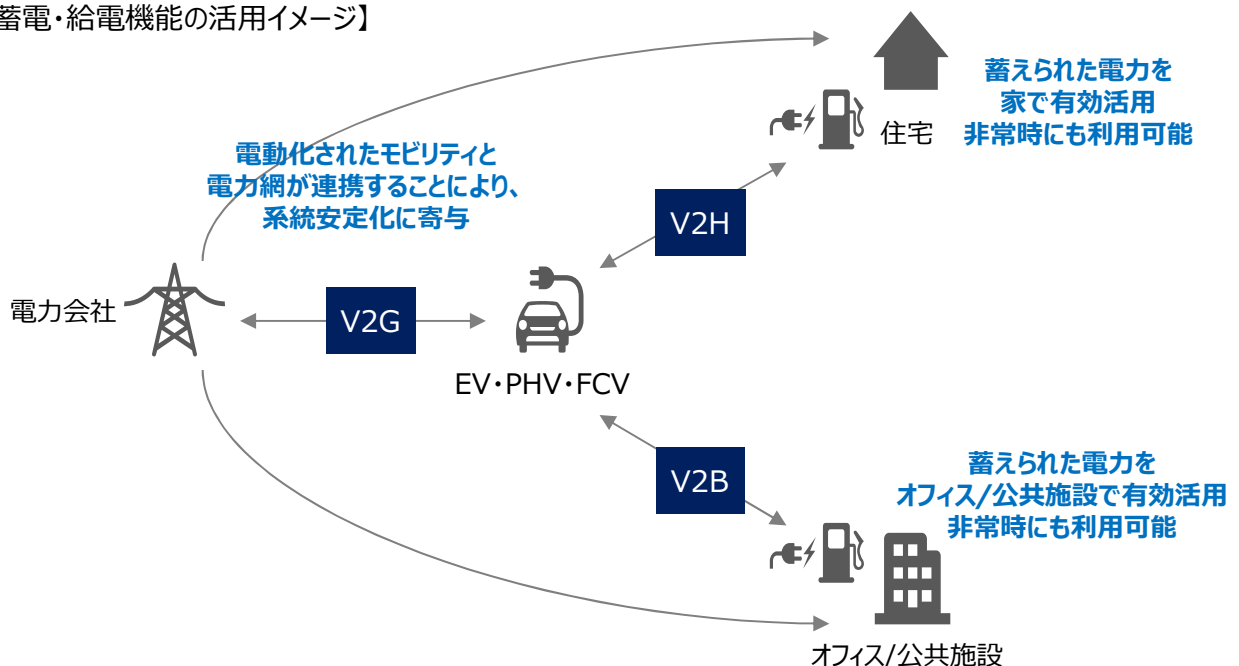 蓄電・給電機能の活用イメージ】
蓄えられた電力を
家で有効活用
非常時にも利用可能
住宅
電動化されたモビリティと
電力網が連携することにより、
系統安定化に寄与
V2H
電力会社
V2G
EV・PHV・FCV
V2B
蓄えられた電力を
オフィス/公共施設で有効活用
非常時にも利用可能
オフィス/公共施設